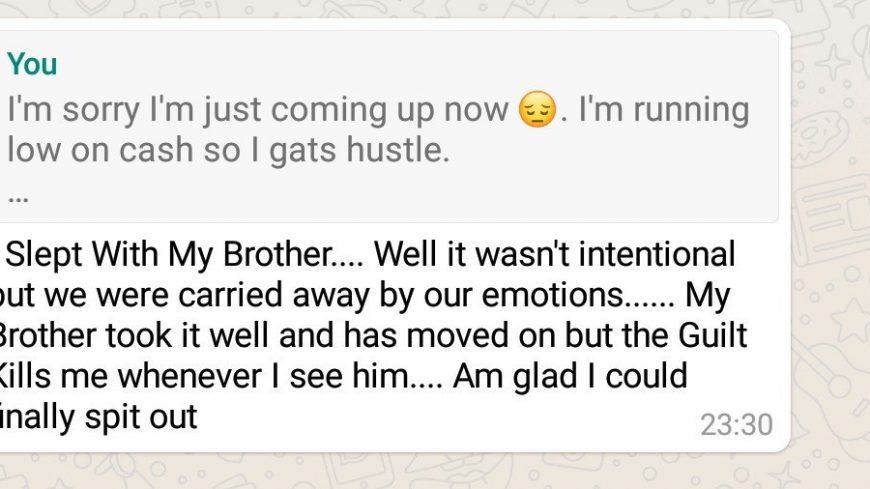 You
I'm sorry I'm just coming up now 😔. I'm running
low on cash so I gats hustle.
...
Slept With My Brother.... Well it wasn't intentional
but we were carried away by our emotions...... My
Brother took it well and has moved on but the Guilt
Kills me whenever I see him.... Am glad I could
finally spit out
23:30